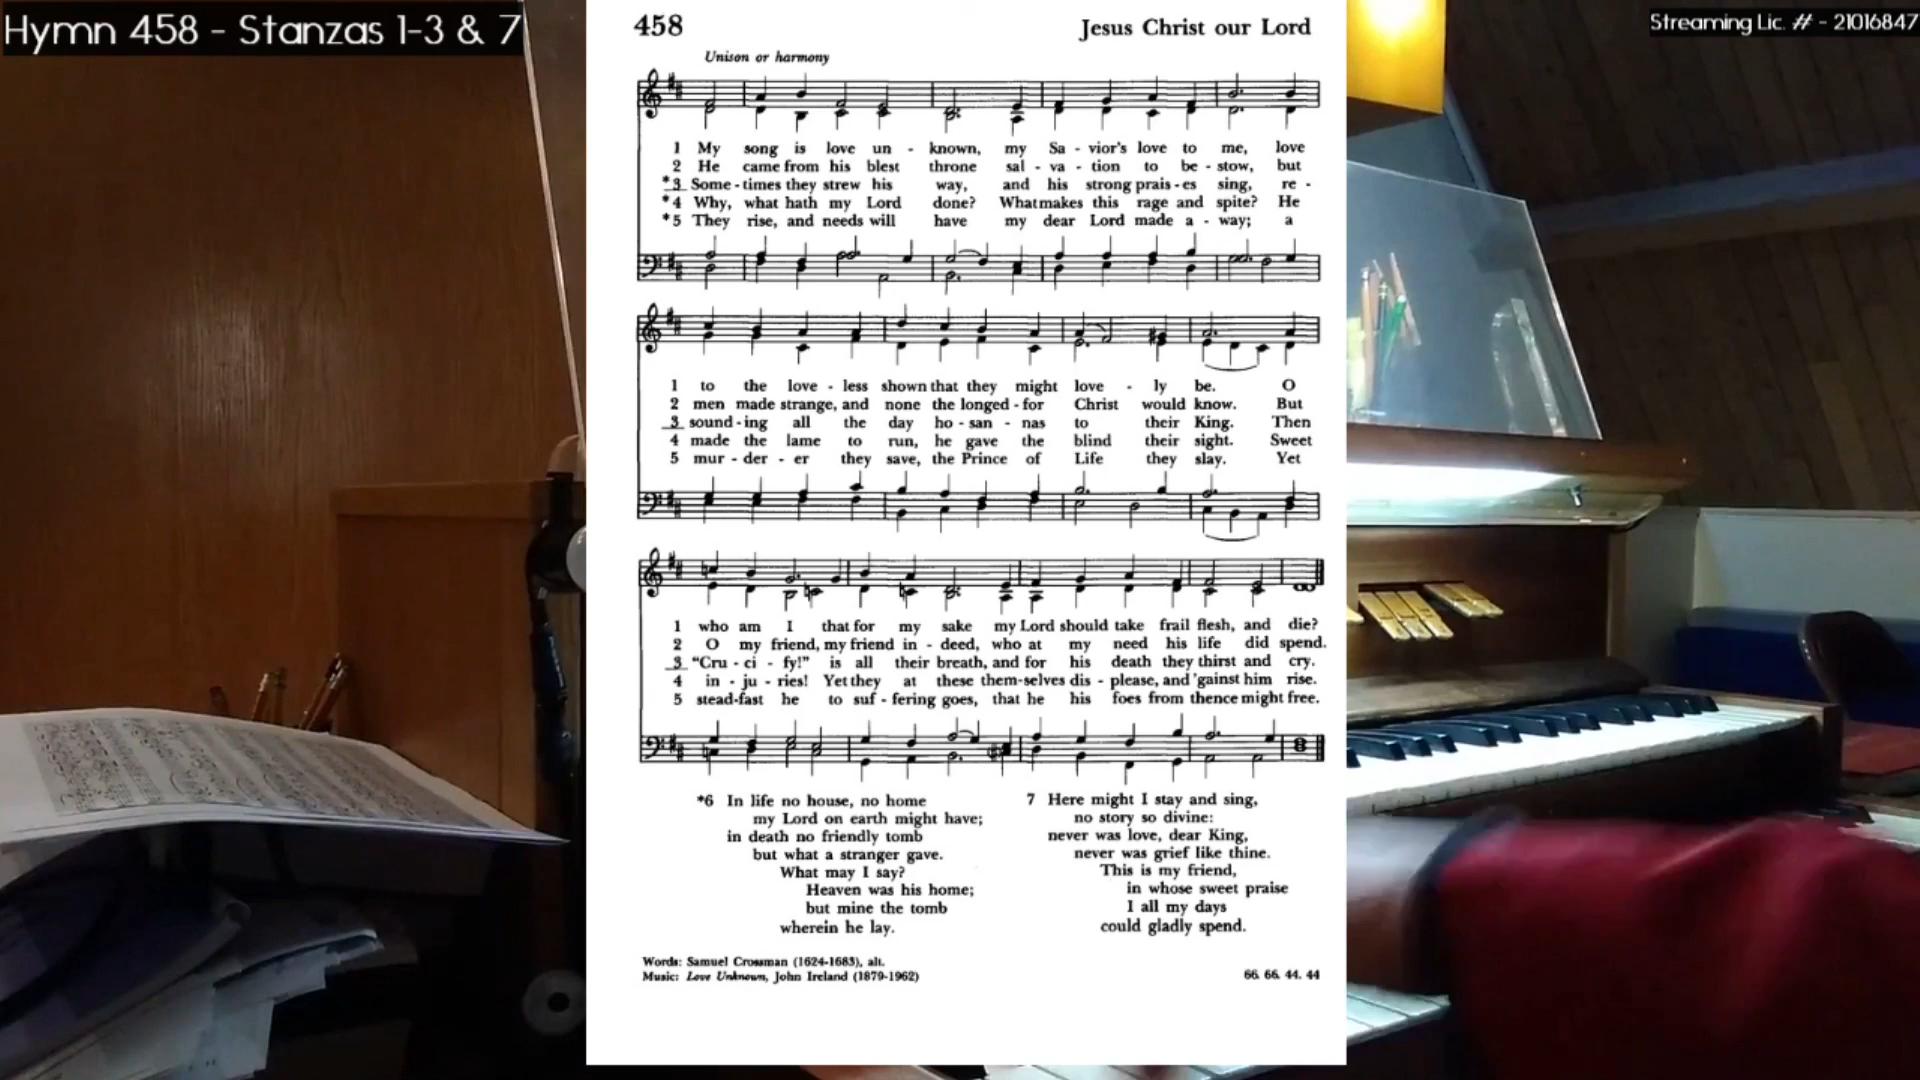 Hymn 458 - Stanzas 1-3 & 7
Streaming Lic. # - 21016847
458
Jesus Christ our Lord
Unison or harmony
1 My song is love un - known, my Sa - vior's love to me, love
2 He came from his blest throne sal - va - tion to be - stow, but
*3 Some - times they strew his way, and his strong prais - es sing, re -
*4 Why, what hath my Lord done? What makes this rage and spite? He
*5 They rise, and needs will have my dear Lord made a - way; a
1 to the love - less shown that they might love - ly be. O
2 men made strange, and none the longed - for Christ would know. But
3 sound - ing all the day ho - san - nas to their King. Then
4 made the lame to run, he gave the blind their sight. Sweet
5 mur - der - er they save, the Prince of Life they slay. Yet
1 who am I that for my sake my Lord should take frail flesh, and die?
2 O my friend, my friend in - deed, who at my need his life did spend.
3 "Cru - ci - fy!" is all their breath, and for his death they thirst and cry.
4 in - ju - ries! Yet they at these them-selves dis - please, and 'gainst him rise.
5 stead-fast he to suf - fering goes, that he his foes from thence might free.
*6 In life no house, no home
my Lord on earth might have;
in death no friendly tomb
but what a stranger gave.
What may I say?
Heaven was his home;
but mine the tomb
wherein he lay.
7 Here might I stay and sing,
no story so divine:
never was love, dear King,
never was grief like thine.
This is my friend,
in whose sweet praise
I all my days
could gladly spend.
Words: Samuel Crossman (1624-1683), alt.
Music: Love Unknown, John Ireland (1879-1962)
66. 66. 44. 44